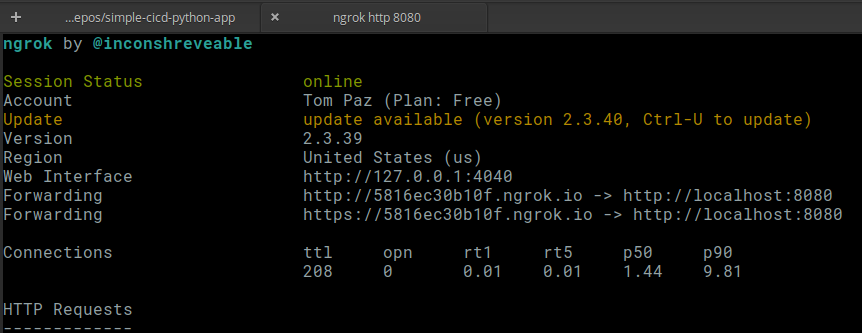 + ...epos/simple-cicd-python-app × ngrok http 8080
ngrok by @inconshreveable
Session Status online
Account Tom Paz (Plan: Free)
Update update available (version 2.3.40, Ctrl-U to update)
Version 2.3.39
Region United States (us)
Web Interface http://127.0.0.1:4040
Forwarding http://5816ec30b10f.ngrok.io -> http://localhost:8080
Forwarding https://5816ec30b10f.ngrok.io -> http://localhost:8080
Connections ttl opn rt1 rt5 p50 p90
208 0 0.01 0.01 1.44 9.81
HTTP Requests
-------------